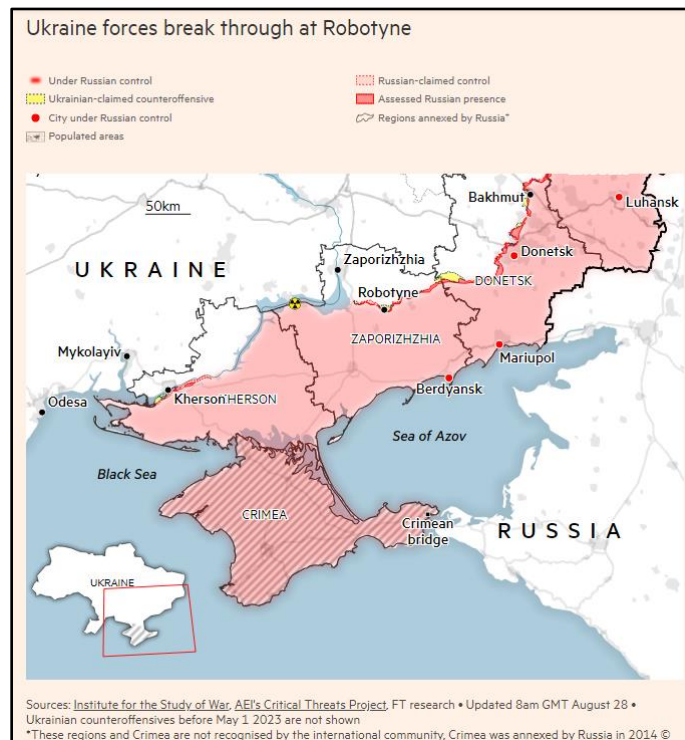 Ukraine forces break through at Robotyne
Under Russian control
Russian-claimed control
Ukrainian-claimed counteroffensive
Assessed Russian presence
City under Russian control
Regions annexed by Russia*
Populated areas
50km
Bakhmut
Luhansk
UKRAINE
Zaporizhzhia
Donetsk
DONETSK
Robotyne
ZAPORIZHZHIA
Mykolayiv
Mariupol
Kherson
HERSON
Berdyansk
Odesa
Sea of Azov
Black Sea
CRIMEA
Crimean
bridge
RUSSIA
UKRAINE
Sources: Institute for the Study of War, AEI's Critical Threats Project, FT research • Updated 8am GMT August 28 •
Ukrainian counteroffensives before May 1 2023 are not shown
*These regions and Crimea are not recognised by the international community, Crimea was annexed by Russia in 2014 ©